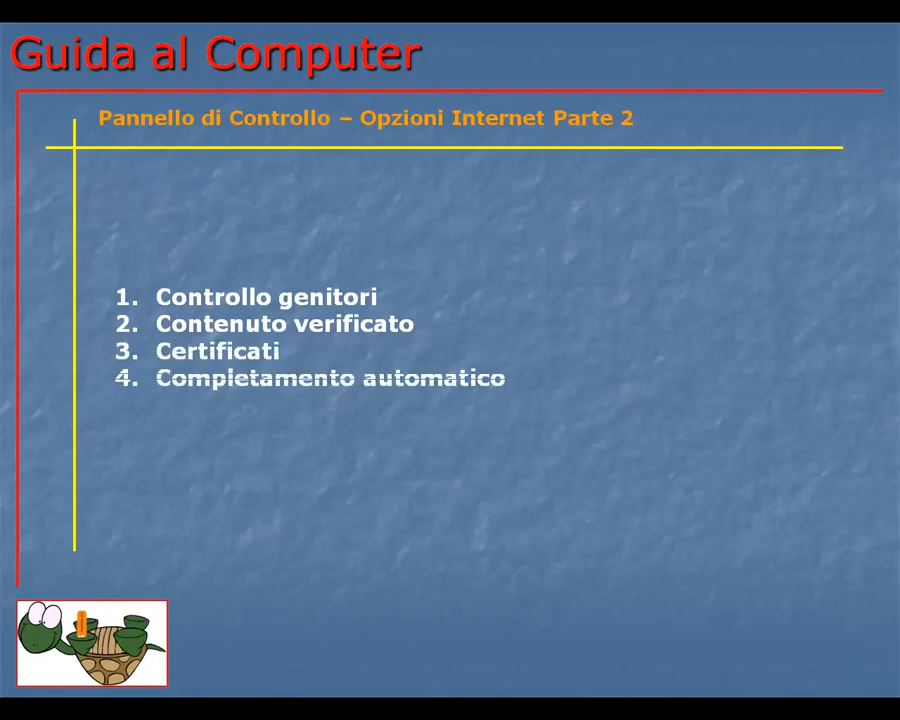 Guida al Computer
Pannello di Controllo – Opzioni Internet Parte 2
1. Controllo genitori
2. Contenuto verificato
3. Certificati
4. Completamento automatico